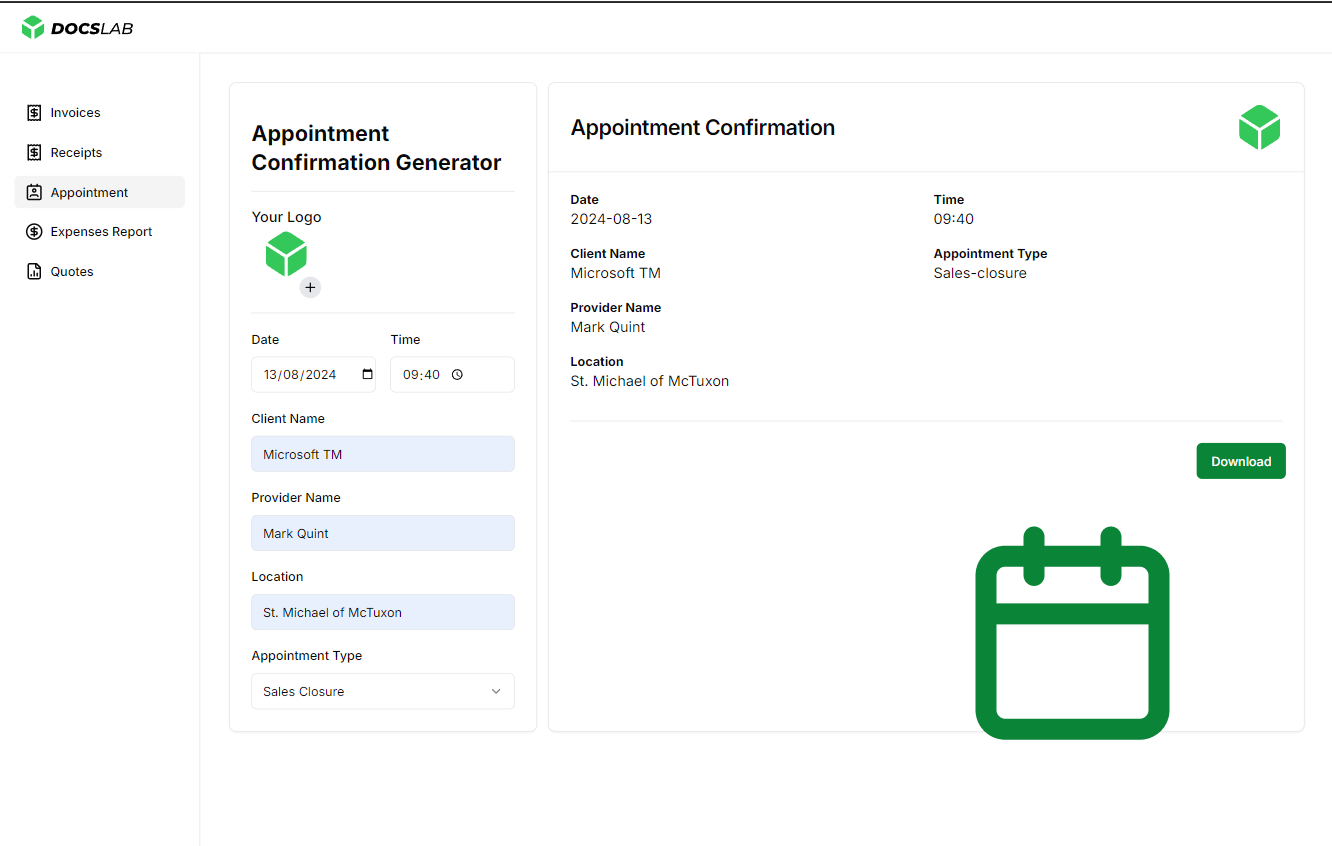 DOCSLAB
Invoices
Receipts
Appointment
Expenses Report
Quotes
Appointment
Confirmation Generator
Your Logo
+
Date Time
13/08/2024 09:40
Client Name
Microsoft TM
Provider Name
Mark Quint
Location
St. Michael of McTuxon
Appointment Type
Sales Closure
Appointment Confirmation
Date Time
2024-08-13 09:40
Client Name Appointment Type
Microsoft TM Sales-closure
Provider Name
Mark Quint
Location
St. Michael of McTuxon
Download